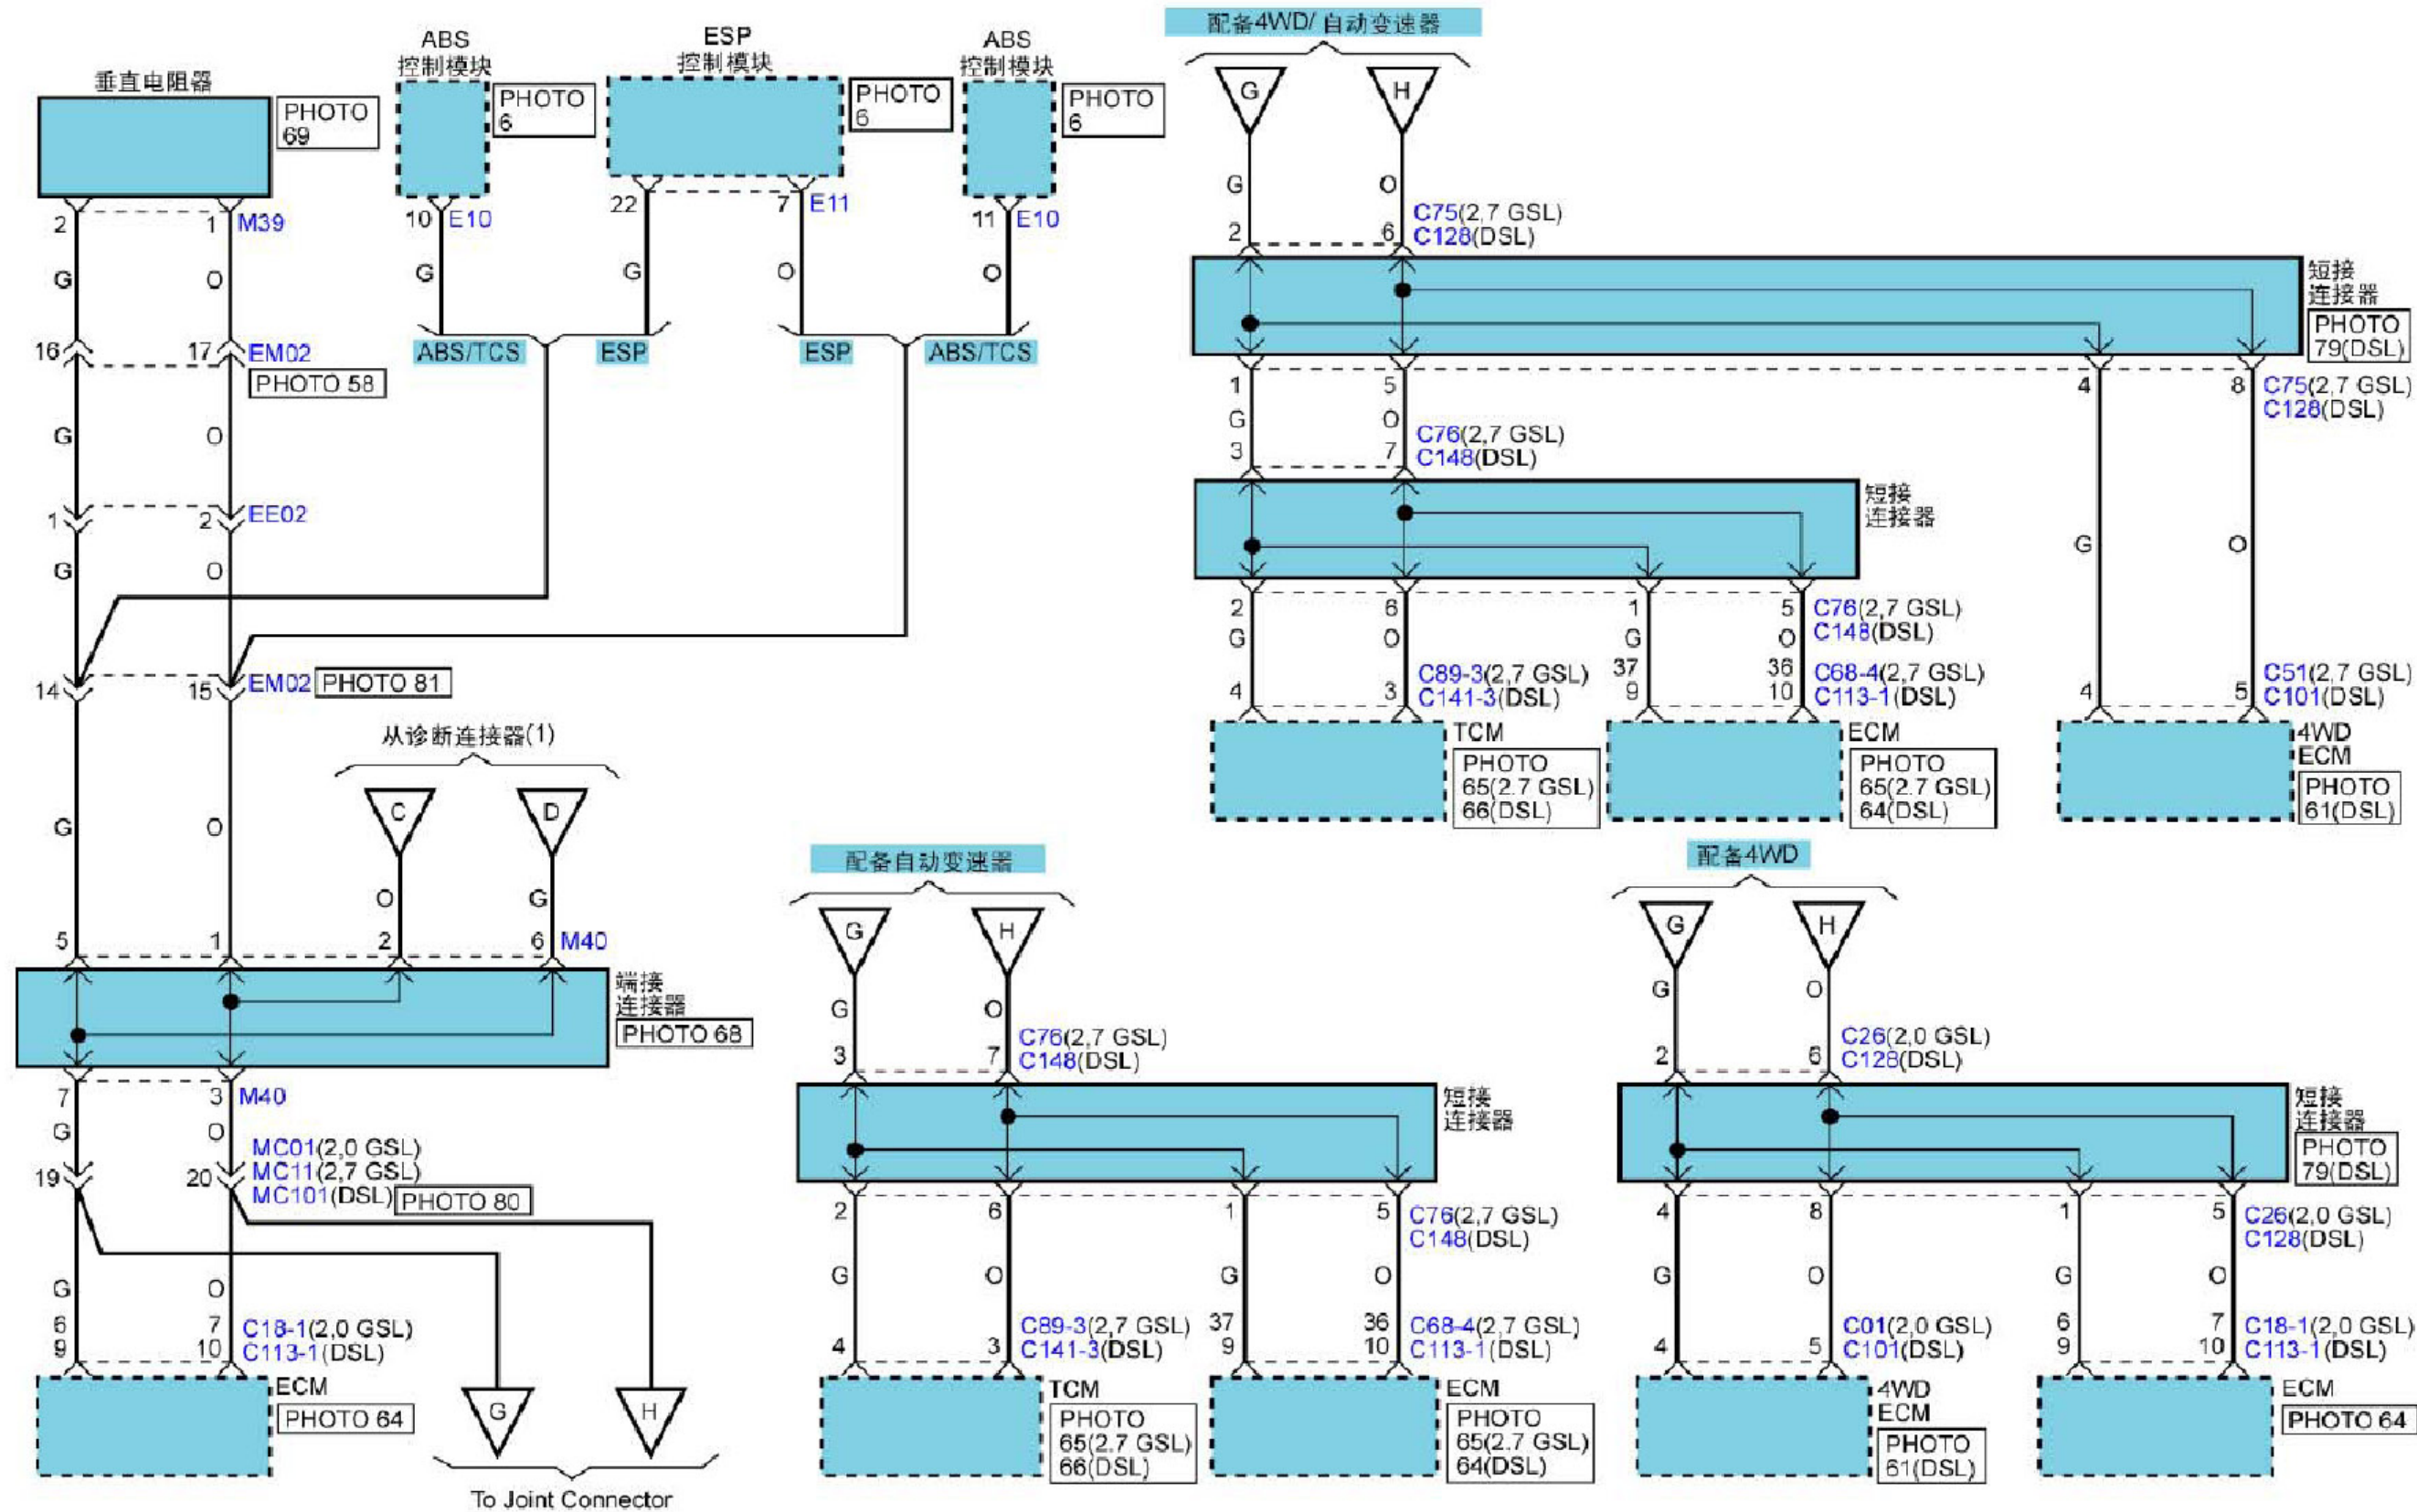 垂直电阻器
PHOTO
69
2
1
M39
G
O
16
17
EM02
PHOTO 58
G
O
1
2
EE02
G
O
14
15
EM02
PHOTO 81
G
O
ABS
控制模块
PHOTO
6
10
E10
G
ABS/TCS
ESP
控制模块
PHOTO
6
22
7
E11
G
O
ESP
ESP
ABS
控制模块
PHOTO
6
11
E10
O
ABS/TCS
从诊断连接器(1)
C
D
O
G
5
1
2
6
M40
端接
连接器
PHOTO 68
7
3
M40
G
O
19
20
MC01(2,0 GSL)
MC11(2,7 GSL)
MC101(DSL)
PHOTO 80
G
O
6
7
C18-1(2,0 GSL)
9
10
C113-1(DSL)
ECM
PHOTO 64
G
H
To Joint Connector
配备4WD/ 自动变速器
G
H
G
O
2
6
C75(2,7 GSL)
C128(DSL)
短接
连接器
PHOTO
79(DSL)
1
5
4
8
C75(2,7 GSL)
C128(DSL)
G
O
3
7
C76(2,7 GSL)
C148(DSL)
短接
连接器
G
O
2
6
1
5
C76(2,7 GSL)
C148(DSL)
G
O
G
O
4
3
C89-3(2,7 GSL)
C141-3(DSL)
37
36
C68-4(2,7 GSL)
9
10
C113-1(DSL)
4
5
C51(2,7 GSL)
C101(DSL)
TCM
PHOTO
65(2.7 GSL)
66(DSL)
ECM
PHOTO
65(2.7 GSL)
64(DSL)
4WD
ECM
PHOTO
61(DSL)
配备自动变速器
G
H
G
O
3
7
C76(2,7 GSL)
C148(DSL)
短接
连接器
2
6
1
5
C76(2,7 GSL)
C148(DSL)
G
O
G
O
4
3
C89-3(2,7 GSL)
C141-3(DSL)
37
36
C68-4(2,7 GSL)
9
10
C113-1(DSL)
TCM
PHOTO
65(2.7 GSL)
66(DSL)
ECM
PHOTO
65(2.7 GSL)
64(DSL)
配备4WD
G
H
G
O
2
6
C26(2,0 GSL)
C128(DSL)
短接
连接器
PHOTO
79(DSL)
4
8
1
5
C26(2,0 GSL)
C128(DSL)
G
O
G
O
4
5
C01(2,0 GSL)
C101(DSL)
6
7
C18-1(2,0 GSL)
9
10
C113-1(DSL)
4WD
ECM
PHOTO
61(DSL)
ECM
PHOTO 64